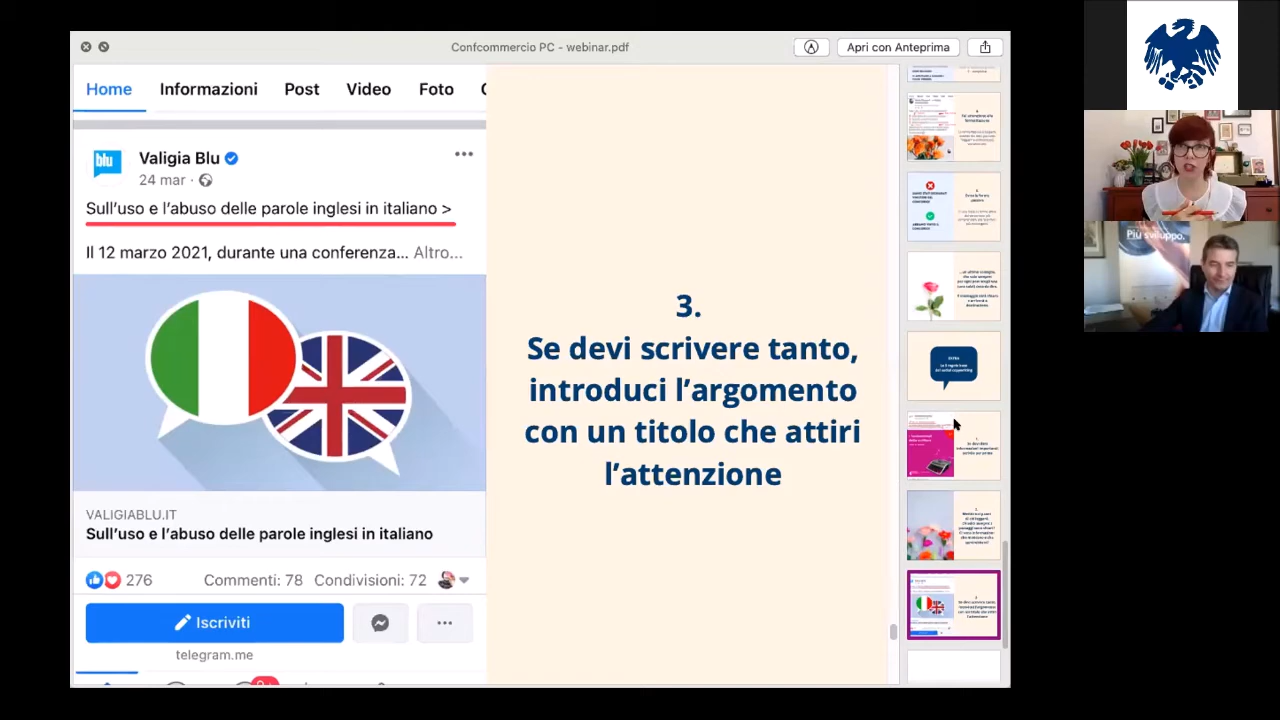 Confcommercio PC - webinar.pdf
Apri con Anteprima
Home Informazioni Post Video Foto
blu
Valigia Blu
24 mar
Sull'uso e l'abuso delle parole inglesi in italiano >
Il 12 marzo 2021, durante una conferenza... Altro...
VALIGIABLU.IT
Sull'uso e l'abuso delle parole inglesi in italiano
276 Commenti: 78 Condivisioni: 72
Iscriviti
telegram.me
3.
Se devi scrivere tanto,
introduci l'argomento
con un titolo che attiri
l'attenzione
Più sviluppo.